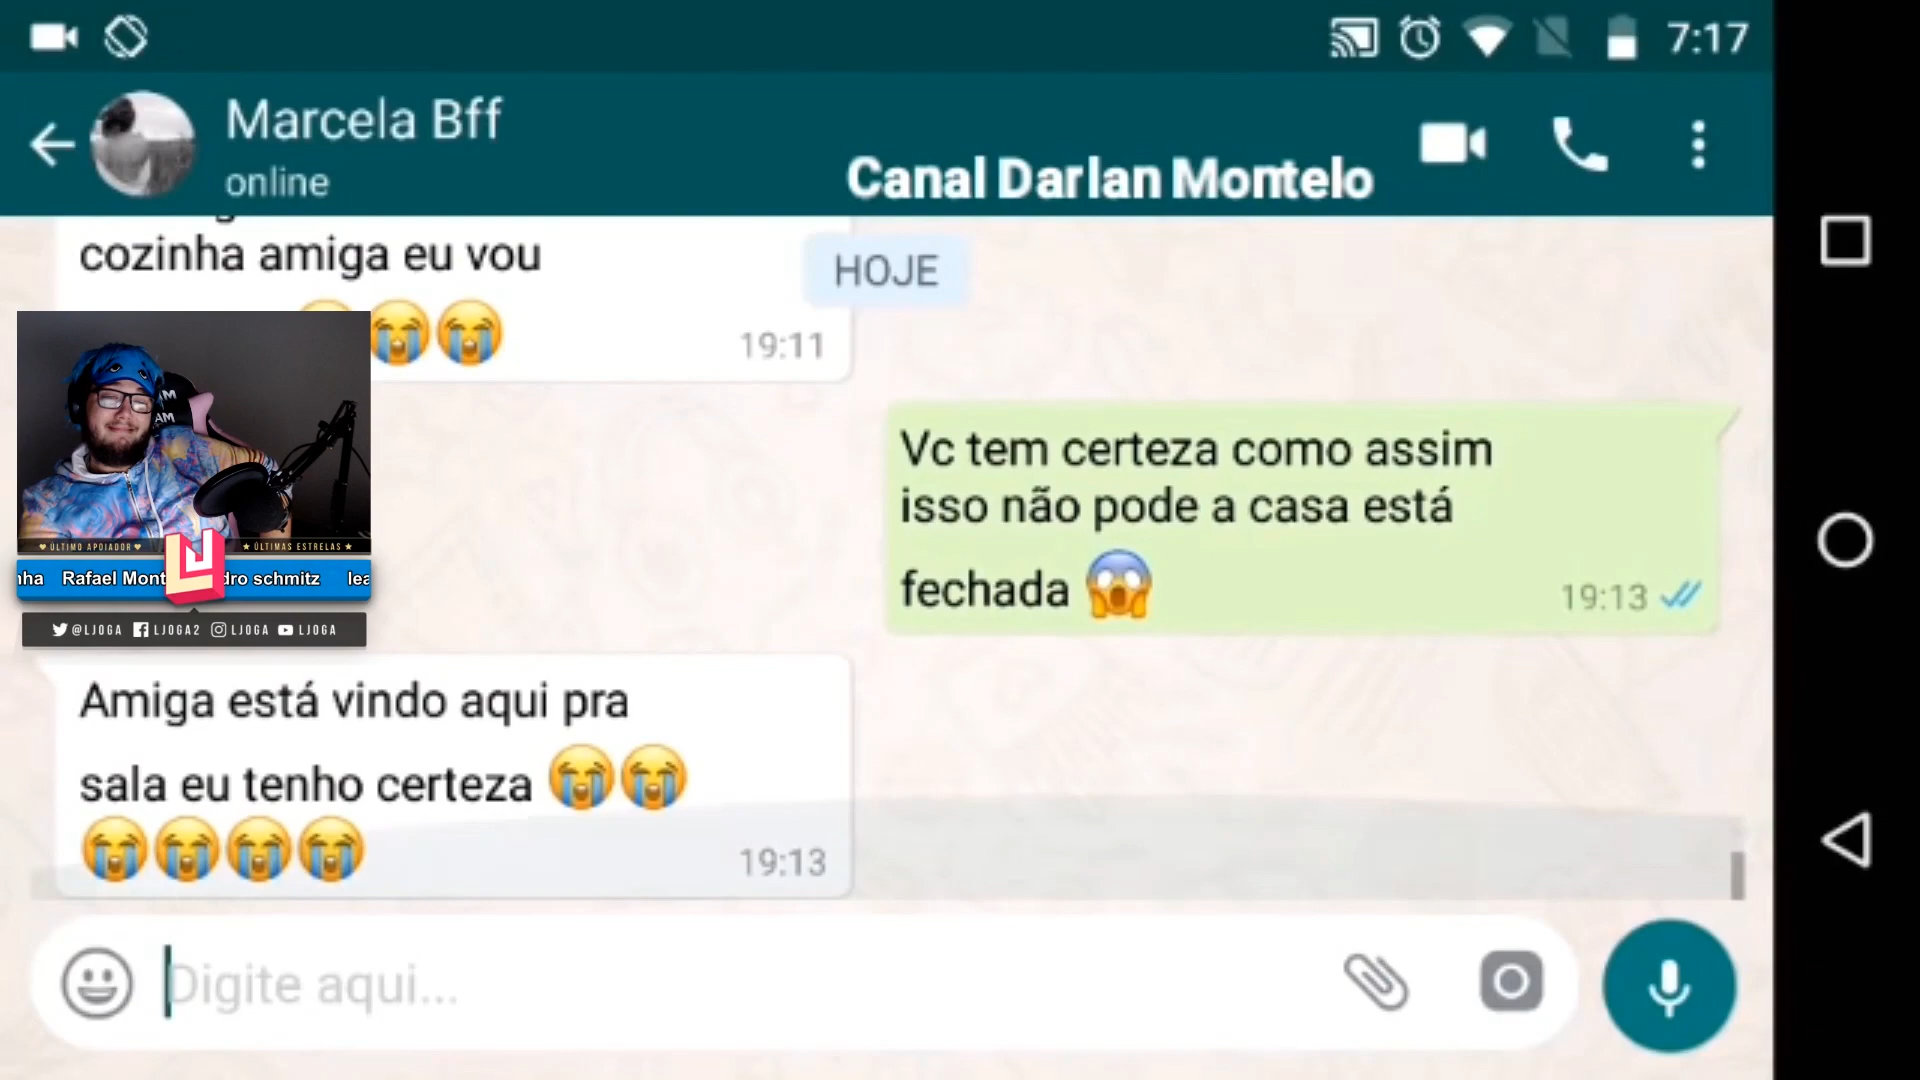 7:17
Marcela Bff
online
Canal Darlan Montelo
cozinha amiga eu vou
HOJE
19:11
Vc tem certeza como assim
isso não pode a casa está
fechada 😱
19:13
ÚLTIMO APOIADOR
ÚLTIMAS ESTRELAS
Rafael schmitz
@LJOGA LJOGA2 LJOGA LJOGA
Amiga está vindo aqui pra
sala eu tenho certeza 😭😭
😭😭😭😭
19:13
Digite aqui...